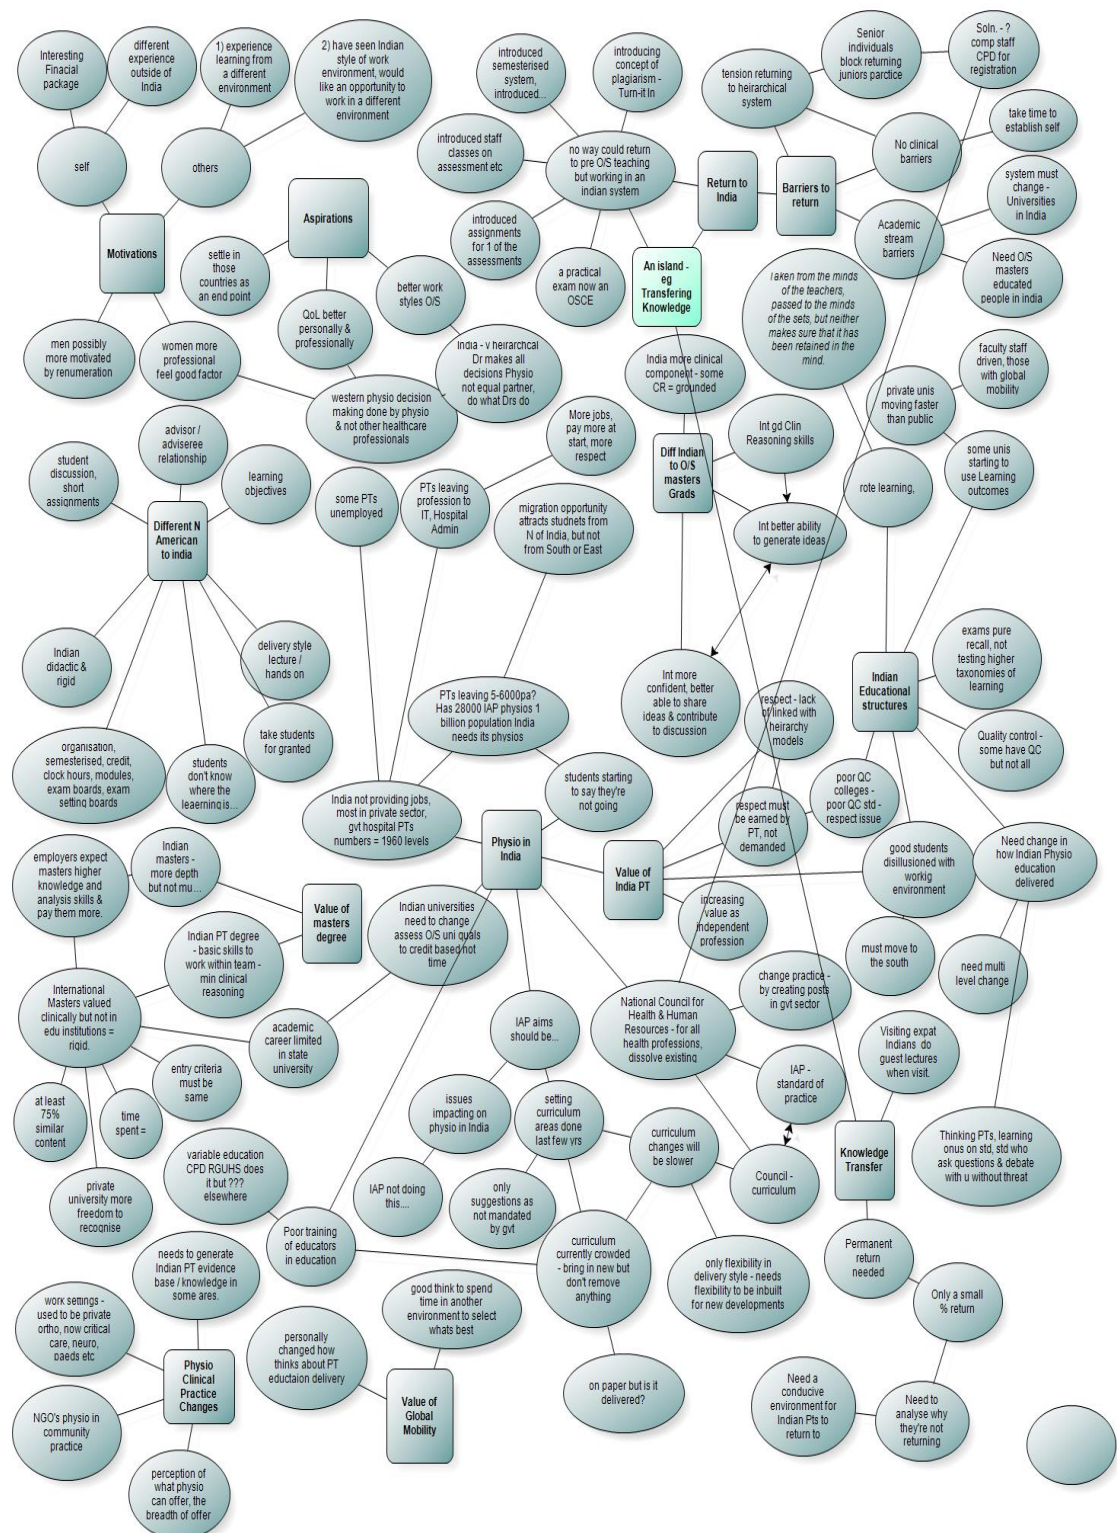 Interesting
Finacial
package
different
experience
outside of
India
1) experience
learning from
a different
environment
2) have seen Indian
style of work
environment, would
like an opportunity to
work in a different
environment
self
others
Motivations
men possibly
more motivated
by renumeration
women more
professional
feel good factor
Aspirations
settle in
those
countries as
an end point
QoL better
personally &
professionally
better work
styles O/S
India - v heirarchcal
Dr makes all
decisions Physio
not equal partner,
do what Drs do
western physio decision
making done by physio
& not other healthcare
professionals
introduced
semesterised
system,
introduced...
introducing
concept of
plagiarism -
Turn-it In
introduced staff
classes on
assessment etc
no way could return
to pre O/S teaching
but working in an
indian system
introduced
assignments
for 1 of the
assessments
a practical
exam now an
OSCE
An island -
eg
Transfering
Knowledge
Return to
India
Barriers to
return
tension returning
to heirarchical
system
Senior
individuals
block returning
juniors parctice
Soln. - ?
comp staff
CPD for
registration
No clinical
barriers
take time to
establish self
Academic
stream
barriers
system must
change -
Universities
in India
Need O/S
masters
educated
people in india
Taken from the minds
of the teachers,
passed to the minds
of the sets, but neither
makes sure that it has
been retained in the
mind.
India more clinical
component - some
CR = grounded
Diff Indian
to O/S
masters
Grads
Int gd Clin
Reasoning skills
Int better ability
to generate ideas
Int more
confident, better
able to share
ideas & contribute
to discussion
faculty staff
driven, those
with global
mobility
private unis
moving faster
than public
some unis
starting to
use Learning
outcomes
rote learning,
Indian
Educational
structures
exams pure
recall, not
testing higher
taxonomies of
learning
Quality control -
some have QC
but not all
poor QC
colleges -
poor QC std -
respect issue
good students
disillusioned with
workig
environment
Need change in
how Indian Physio
education
delivered
must move to
the south
need multi
level change
Thinking PTs, learning
onus on std, std who
ask questions & debate
with u without threat
advisor /
adviseree
relationship
student
discussion,
short
assignments
learning
objectives
Different N
American
to india
Indian
didactic &
rigid
delivery style
lecture /
hands on
take students
for granted
organisation,
semesterised, credit,
clock hours, modules,
exam boards, exam
setting boards
students
don't know
where the
leaerning is...
some PTs
unemployed
PTs leaving
profession to
IT, Hospital
Admin
More jobs,
pay more at
start, more
respect
migration opportunity
attracts studnets from
N of India, but not
from South or East
PTs leaving 5-6000pa?
Has 28000 IAP physios 1
billion population India
needs its physios
India not providing jobs,
most in private sector,
gvt hospital PTs
numbers = 1960 levels
students starting
to say they're
not going
Physio in
India
Value of
India PT
respect - lack
of linked with
heirarchy
models
respect must
be earned by
PT, not
demanded
increasing
value as
independent
profession
employers expect
masters higher
knowledge and
analysis skills &
pay them more.
Indian
masters -
more depth
but not mu...
Value of
masters
degree
Indian PT degree
- basic skills to
work within team -
min clinical
reasoning
Indian universities
need to change
assess O/S uni quals
to credit based not
time
International
Masters valued
clinically but not in
edu institutions =
rigid.
academic
career limited
in state
university
entry criteria
must be
same
at least
75%
similar
content
time
spent =
private
university more
freedom to
recognise
IAP aims
should be...
issues
impacting on
physio in India
IAP not doing
this....
setting
curriculum
areas done
last few yrs
only
suggestions as
not mandated
by gvt
National Council for
Health & Human
Resources - for all
health professions,
dissolve existing
change practice -
by creating posts
in gvt sector
IAP -
standard of
practice
Council -
curriculum
curriculum
changes will
be slower
curriculum
currently crowded
- bring in new but
don't remove
anything
only flexibility in
delivery style - needs
flexibility to be inbuilt
for new developments
on paper but is it
delivered?
variable education
CPD RGUHS does
it but ???
elsewhere
Poor training
of educators
in education
Visiting expat
Indians do
guest lectures
when visit.
Knowledge
Transfer
Permanent
return
needed
Only a small
% return
Need to
analyse why
they're not
returning
Need a
conducive
environment for
Indian Pts to
return to
needs to generate
Indian PT evidence
base / knowledge in
some ares.
work settings -
used to be private
ortho, now critical
care, neuro,
paeds etc
Physio
Clinical
Practice
Changes
NGO's physio in
community
practice
perception of
what physio
can offer, the
breadth of offer
good think to spend
time in another
environment to select
whats best
personally
changed how
thinks about PT
eductaion delivery
Value of
Global
Mobility